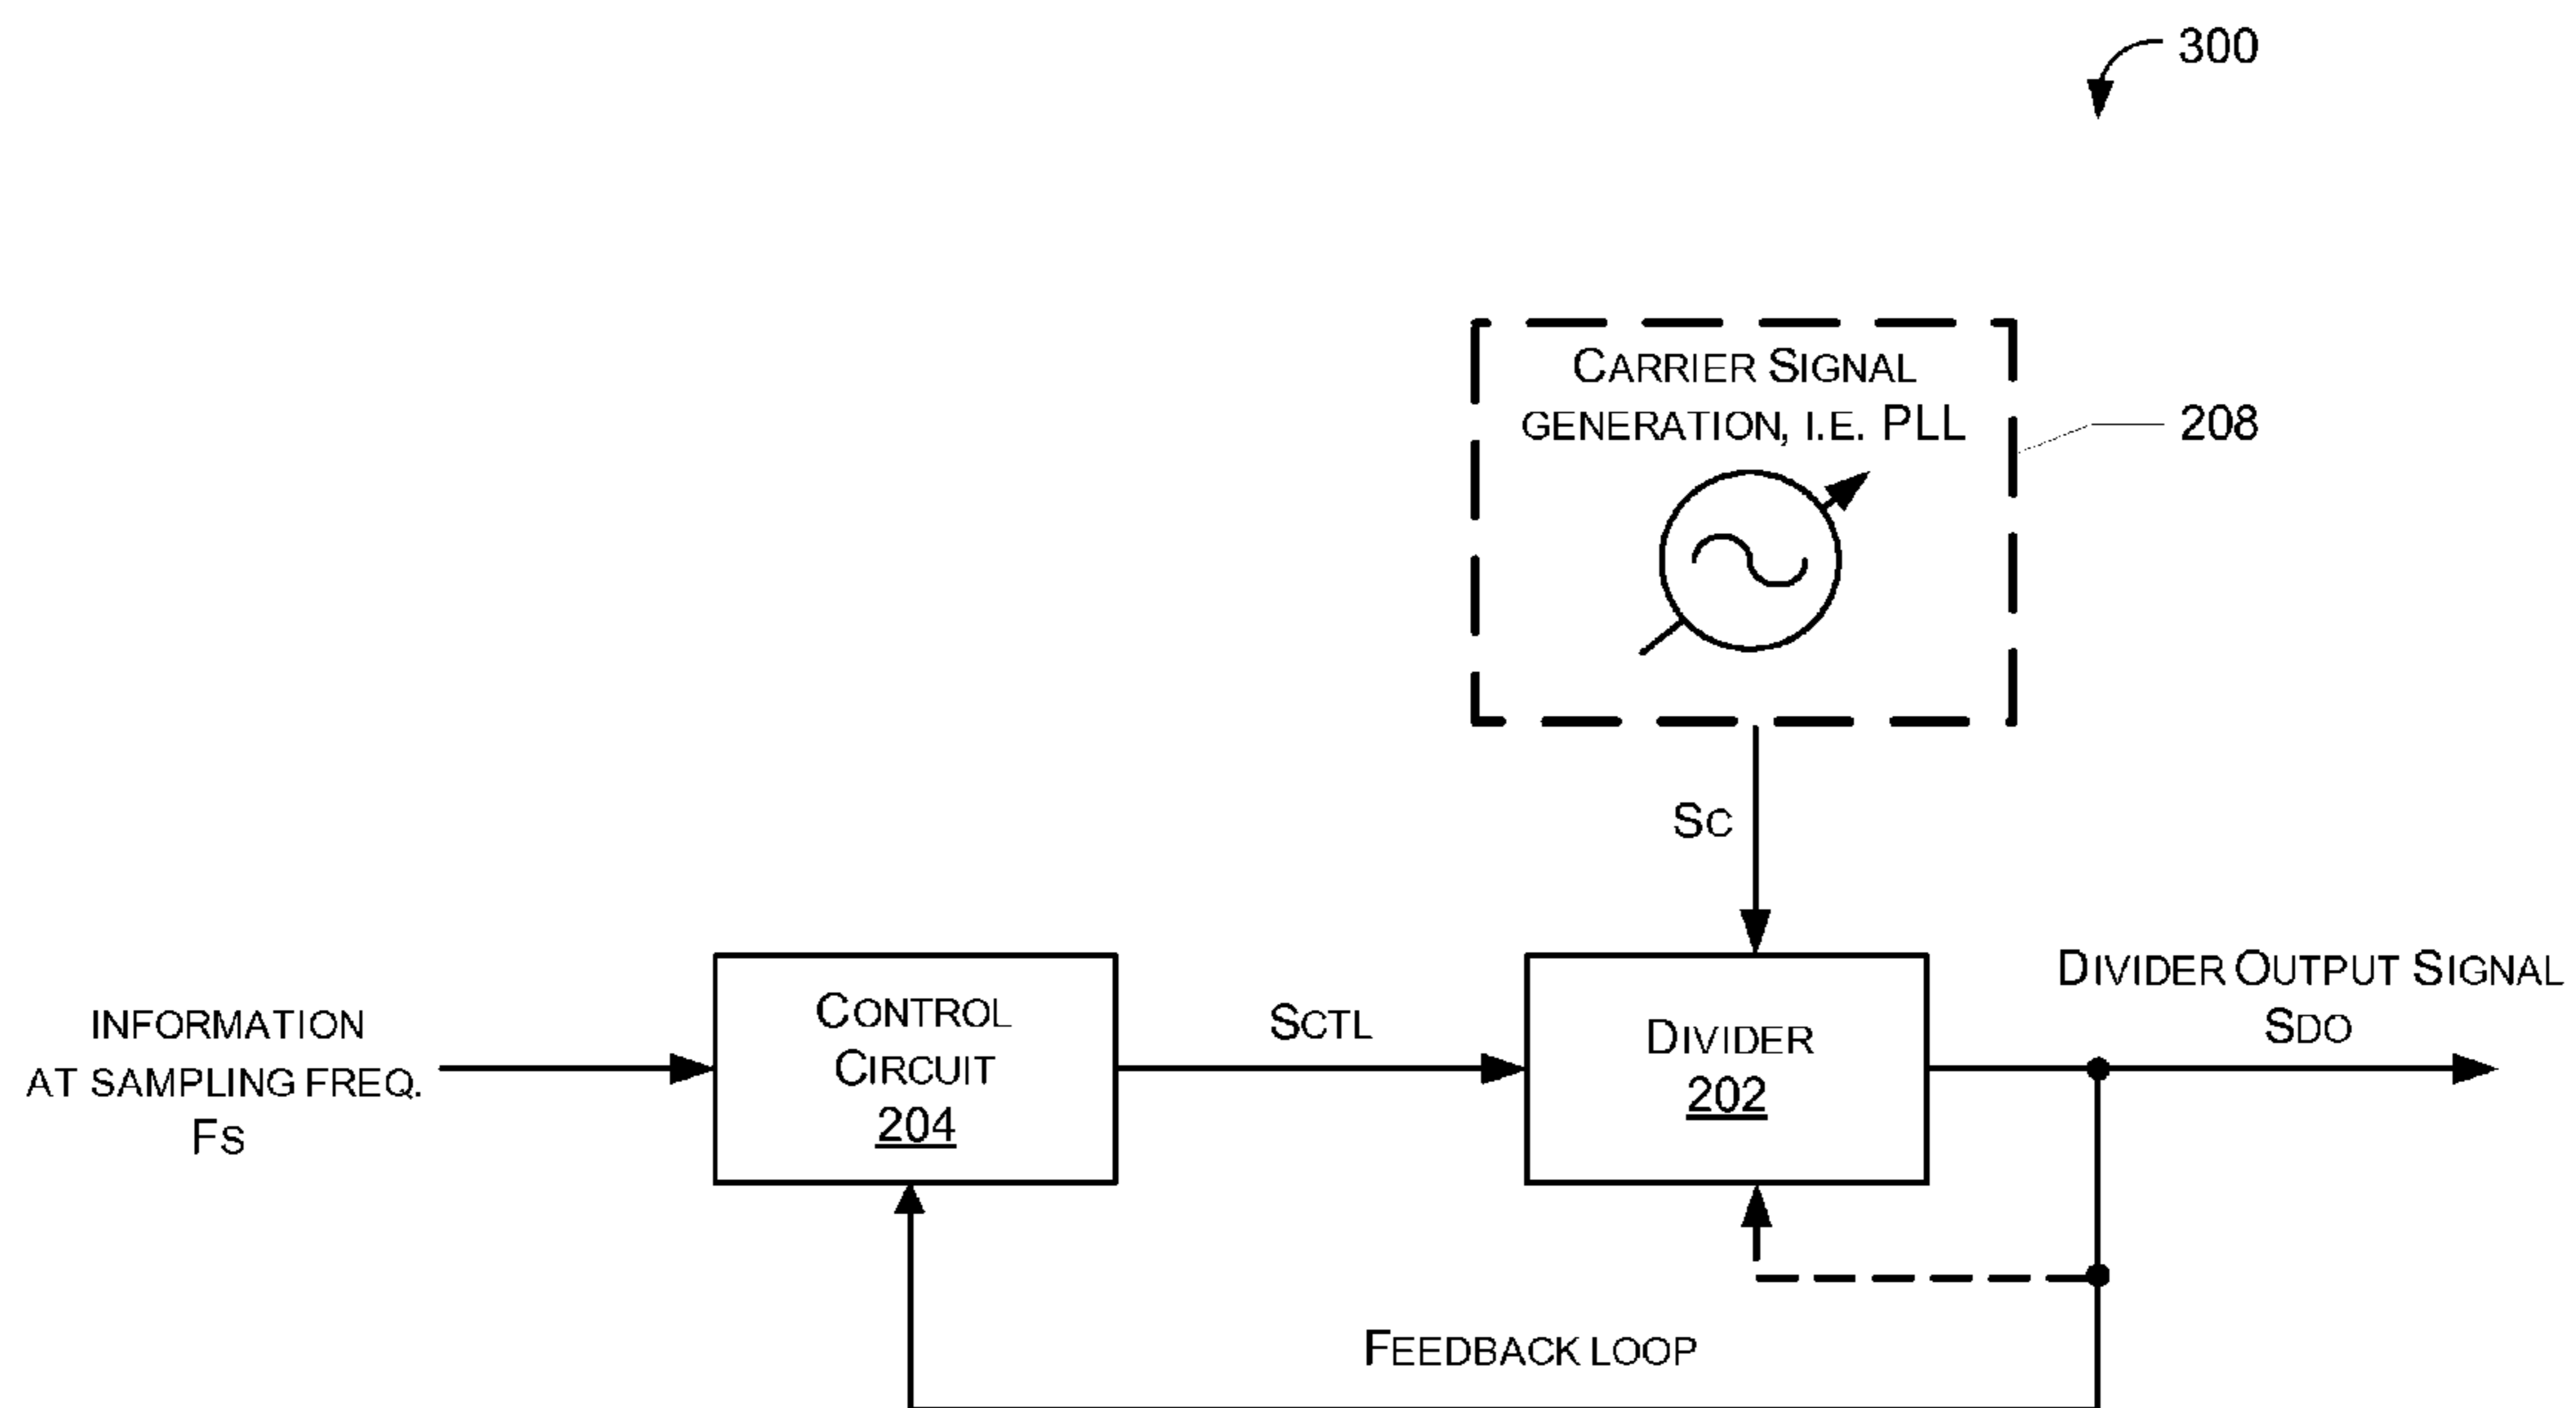 300
CARRIER SIGNAL
GENERATION, I.E. PLL
208
SC
INFORMATION
AT SAMPLING FREQ.
FS
CONTROL
CIRCUIT
204
SCTL
DIVIDER
202
DIVIDER OUTPUT SIGNAL
SDO
FEEDBACK LOOP